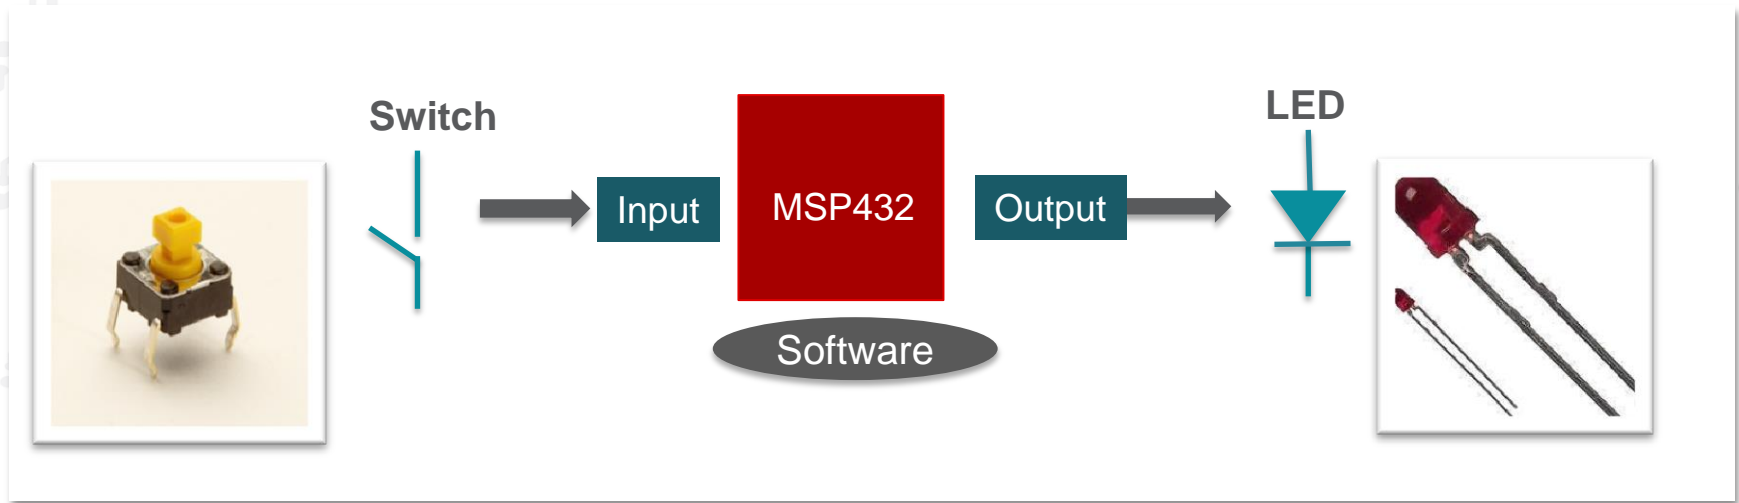 Switch
Input
MSP432
Output
LED
Software